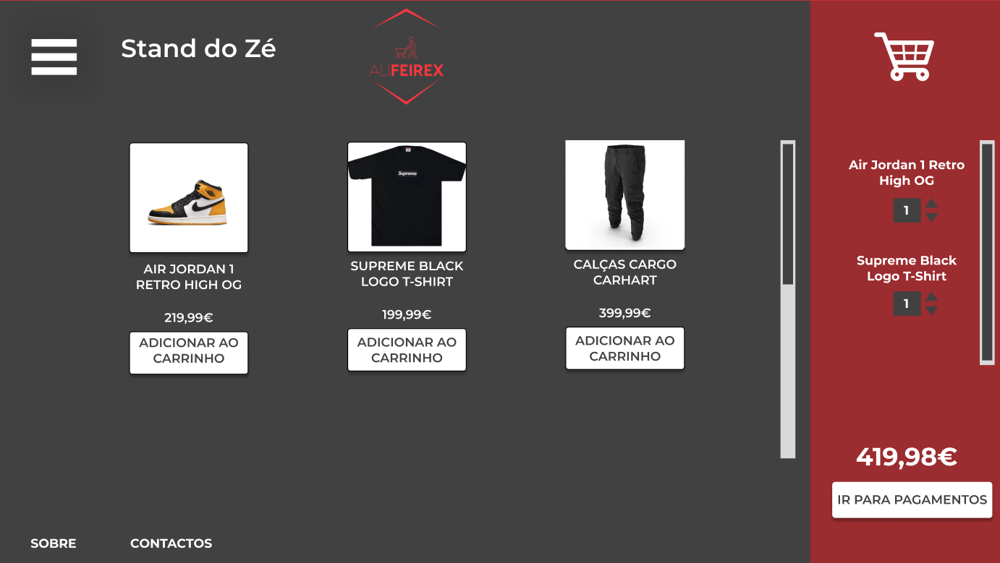 Stand do Zé
ALIFEIREX
Supreme
AIR JORDAN 1
RETRO HIGH OG
219,99€
ADICIONAR AO
CARRINHO
SUPREME BLACK
LOGO T-SHIRT
199,99€
ADICIONAR AO
CARRINHO
CALÇAS CARGO
CARHART
399,99€
ADICIONAR AO
CARRINHO
Air Jordan 1 Retro
High OG
1
Supreme Black
Logo T-Shirt
1
419,98€
IR PARA PAGAMENTOS
SOBRE
CONTACTOS